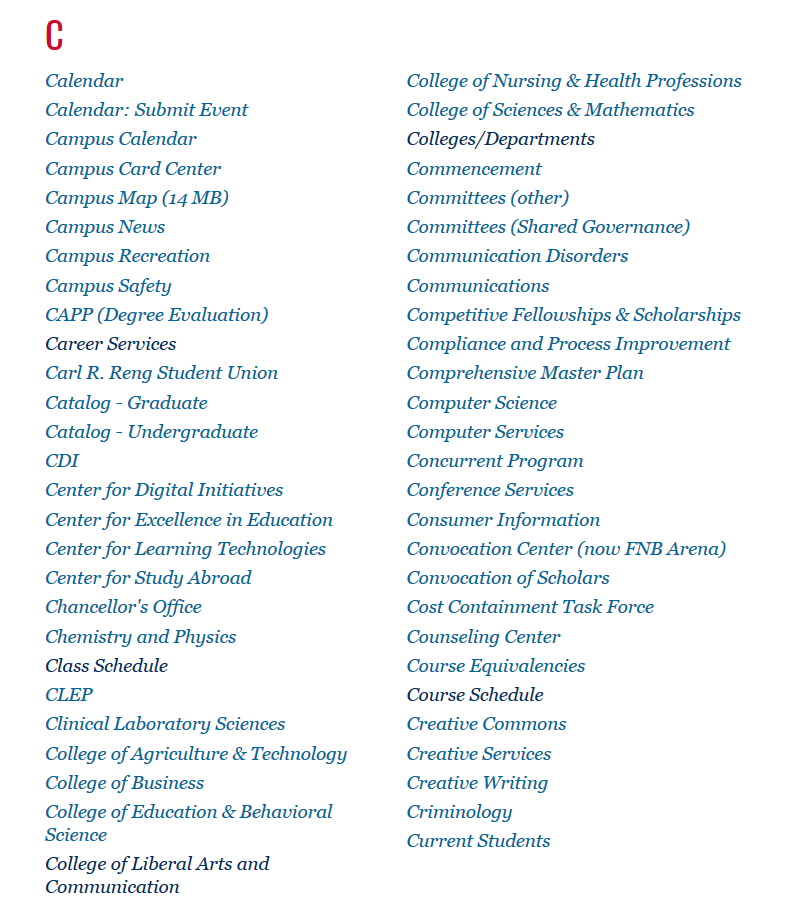 C
Calendar
Calendar: Submit Event
Campus Calendar
Campus Card Center
Campus Map (14 MB)
Campus News
Campus Recreation
Campus Safety
CAPP (Degree Evaluation)
Career Services
Carl R. Reng Student Union
Catalog - Graduate
Catalog - Undergraduate
CDI
Center for Digital Initiatives
Center for Excellence in Education
Center for Learning Technologies
Center for Study Abroad
Chancellor's Office
Chemistry and Physics
Class Schedule
CLEP
Clinical Laboratory Sciences
College of Agriculture & Technology
College of Business
College of Education & Behavioral
Science
College of Liberal Arts and
Communication
College of Nursing & Health Professions
College of Sciences & Mathematics
Colleges/Departments
Commencement
Committees (other)
Committees (Shared Governance)
Communication Disorders
Communications
Competitive Fellowships & Scholarships
Compliance and Process Improvement
Comprehensive Master Plan
Computer Science
Computer Services
Concurrent Program
Conference Services
Consumer Information
Convocation Center (now FNB Arena)
Convocation of Scholars
Cost Containment Task Force
Counseling Center
Course Equivalencies
Course Schedule
Creative Commons
Creative Services
Creative Writing
Criminology
Current Students